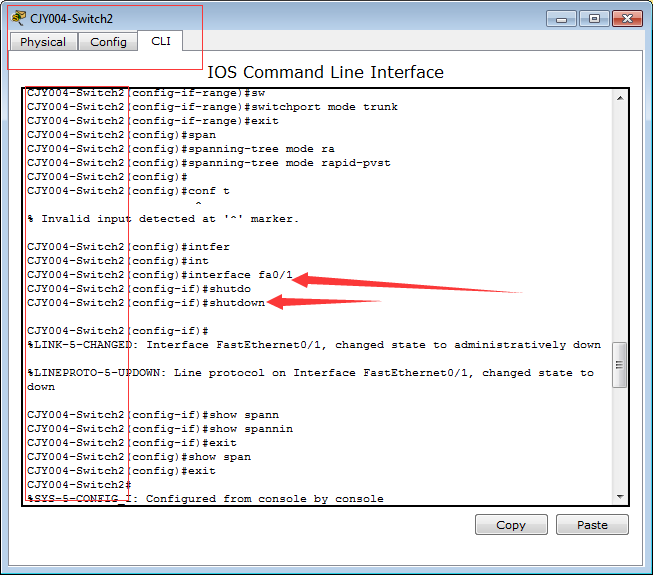 CJY004-Switch2
Physical
Config
CLI
IOS Command Line Interface
CJY004-Switch2(config-if-range)#sw
CJY004-Switch2(config-if-range)#switchport mode trunk
CJY004-Switch2(config-if-range)#exit
CJY004-Switch2(config)#span
CJY004-Switch2(config)#spanning-tree mode ra
CJY004-Switch2(config)#spanning-tree mode rapid-pvst
CJY004-Switch2(config)#
CJY004-Switch2(config)#conf t
^
% Invalid input detected at '^' marker.
CJY004-Switch2(config)#intfer
CJY004-Switch2(config)#int
CJY004-Switch2(config)#interface fa0/1
CJY004-Switch2(config-if)#shutdo
CJY004-Switch2(config-if)#shutdown
CJY004-Switch2(config-if)#
%LINK-5-CHANGED: Interface FastEthernet0/1, changed state to administratively down
%LINEPROTO-5-UPDOWN: Line protocol on Interface FastEthernet0/1, changed state to
down
CJY004-Switch2(config-if)#show spann
CJY004-Switch2(config-if)#show spannin
CJY004-Switch2(config-if)#exit
CJY004-Switch2(config)#show span
CJY004-Switch2(config)#exit
CJY004-Switch2#
%SYS-5-CONFIG_I: Configured from console by console
Copy
Paste